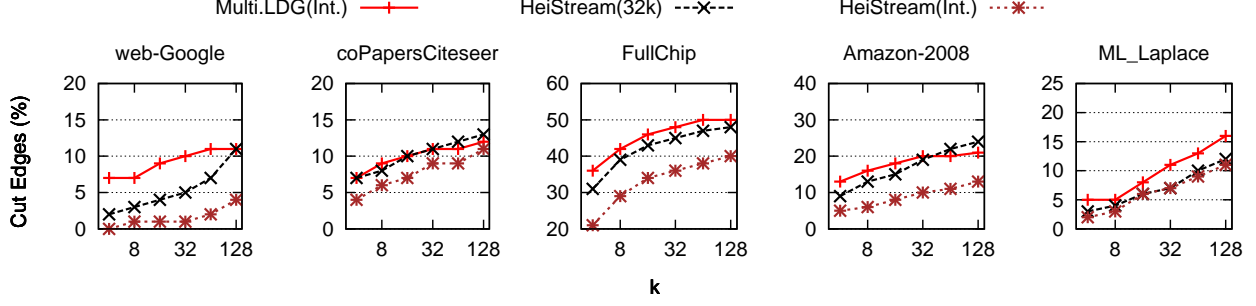 Multi.LDG(Int.) HeiStream(32k) HeiStream(Int.)
web-Google coPapersCiteseer FullChip Amazon-2008 ML_Laplace
Cut Edges (%)
20 15 10 5 0
8 32 128
20 15 10 5 0
8 32 128
60 50 40 30 20
8 32 128
40 30 20 10 0
8 32 128
25 20 15 10 5 0
8 32 128
k